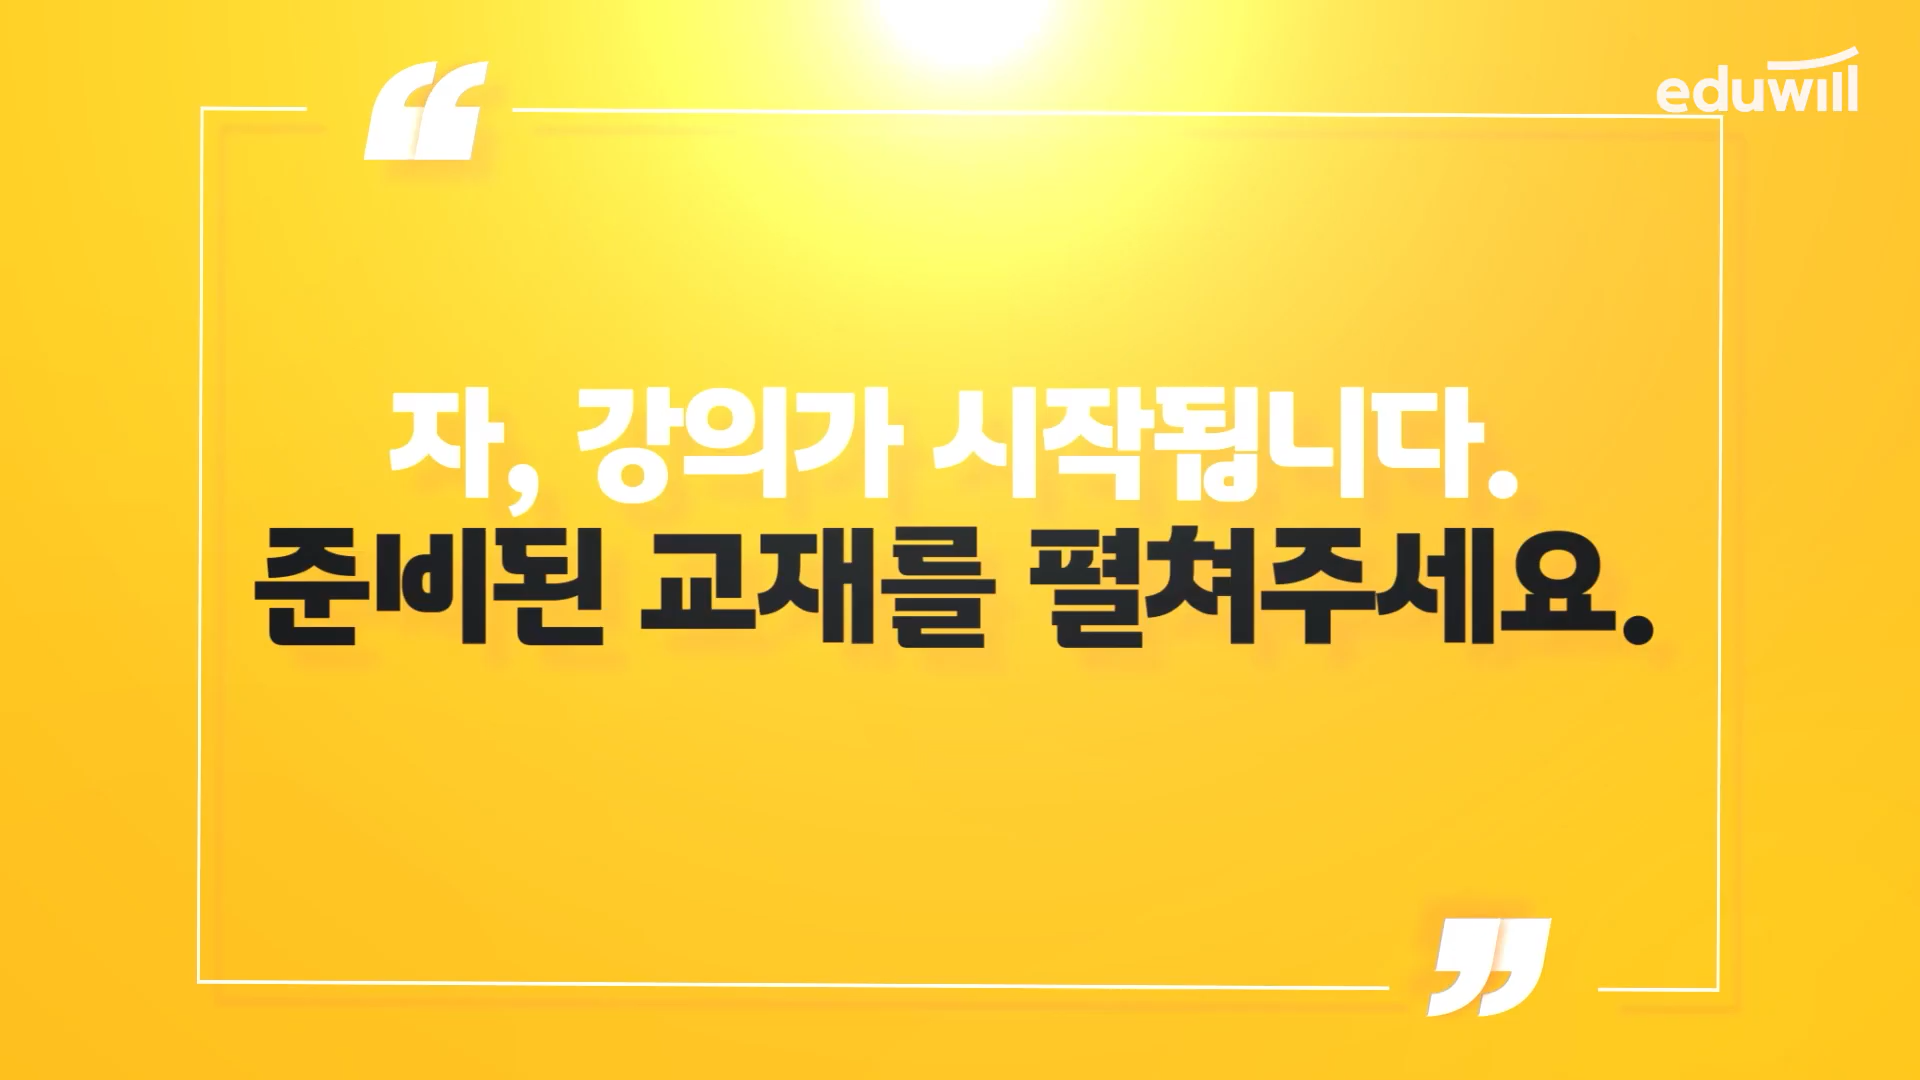 eduwill
“
자, 강의가 시작됩니다.
준비된 교재를 펼쳐주세요.
”